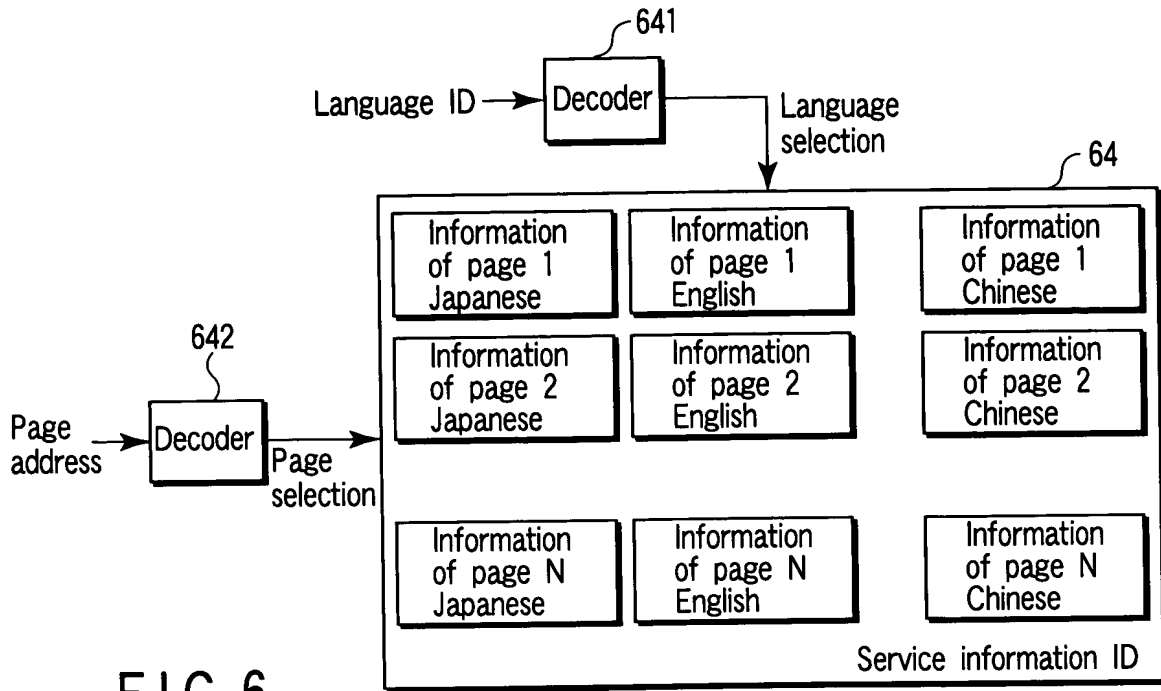 641
Language ID
Decoder
Language
selection
64
Information
of page 1
Japanese
Information
of page 1
English
Information
of page 1
Chinese
642
Page
address
Decoder
Page
selection
Information
of page 2
Japanese
Information
of page 2
English
Information
of page 2
Chinese
Information
of page N
Japanese
Information
of page N
English
Information
of page N
Chinese
Service information ID
FIG. 6